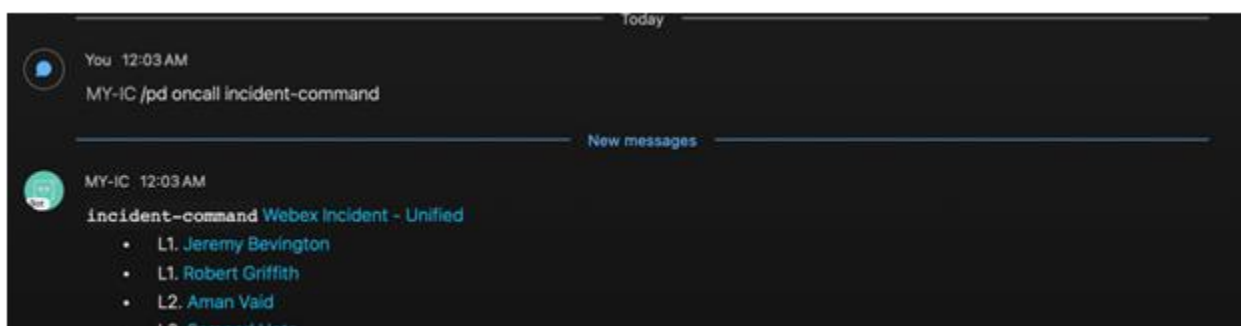 Today
You 12:03 AM
MY-IC /pd oncall incident-command
New messages
MY-IC 12:03 AM
Bot
incident-command Webex Incident - Unified
• L1. Jeremy Bevington
• L1. Robert Griffith
• L2. Aman Vaid